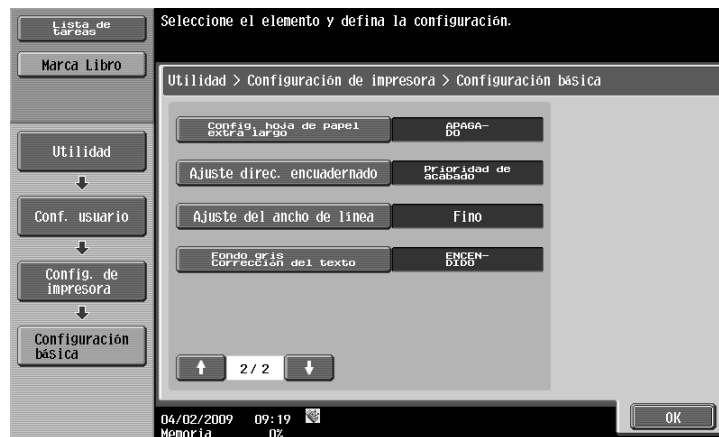 Lista de
tareas
Marca Libro
Seleccione el elemento y defina la configuración.
Utilidad > Configuración de impresora > Configuración básica
Utilidad
Conf. usuario
Config. de
impresora
Configuración
básica
Config. hoja de papel
extra largo
APAGA-
DO
Ajuste direc. encuadernado
Prioridad de
acabado
Ajuste del ancho de línea
Fino
Fondo gris
Corrección del texto
ENCEN-
DIDO
2/ 2
04/02/2009 09:19
Memoria 0%
OK